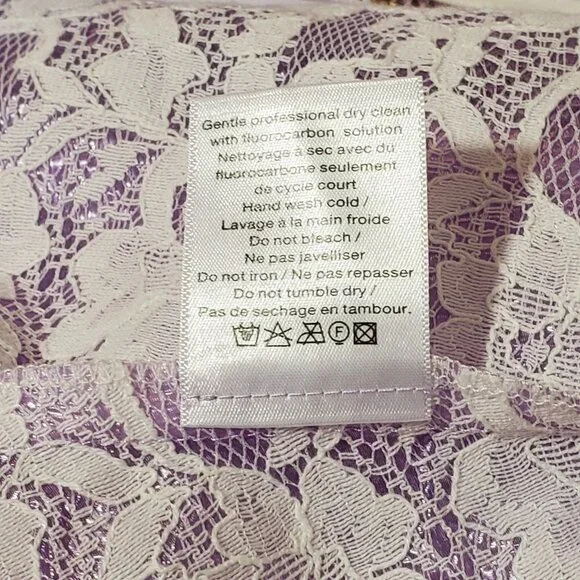 Gentle professional dry clean
with fluorocarbon solution
Nettoyage à sec avec du
fluorocarbone seulement
de cycle court
Hand wash cold /
Lavage à la main froide
Do not bleach /
Ne pas javelliser
Do not iron / Ne pas repasser
Do not tumble dry /
Pas de sechage en tambour.
F